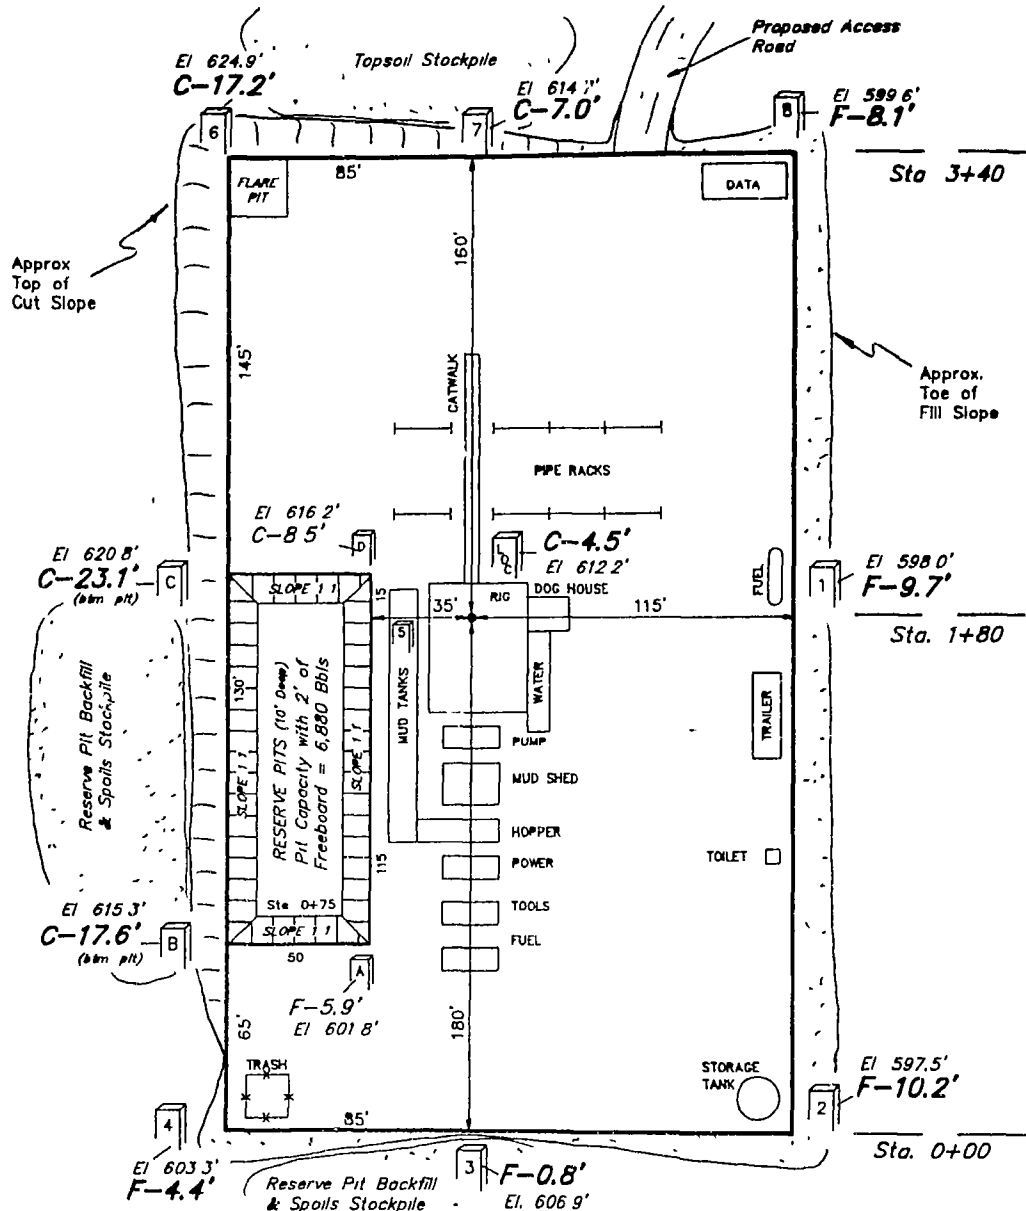 Proposed Access
Road
Topsoil Stockpile
El 624.9'
C-17.2'
6
El 614.7'
C-7.0'
7
El 599 6'
F-8.1'
8
Sta 3+40
85'
FLARE
PIT
DATA
160'
Approx
Top of
Cut Slope
145'
CATWALK
Approx.
Toe of
Fill Slope
PIPE RACKS
El 616 2'
C-8 5'
D
C-4.5'
El 612.2'
LOC
El 620 8'
C-23.1'
(btm pit)
C
El 598 0'
F-9.7'
1
Sta. 1+80
FUEL
SLOPE 1 1
15
RIG
DOG HOUSE
35'
115'
5
MUD TANKS
WATER
Reserve Pit Backfill
& Spoils Stockpile
130'
SLOPE 1 1
RESERVE PITS (10' Deep)
Pit Capacity with 2' of
Freeboard = 6,880 Bbls
SLOPE 1 1
TRAILER
PUMP
MUD SHED
HOPPER
115
POWER
TOILET
Sta 0+75
TOOLS
SLOPE 1 1
FUEL
El 615 3'
C-17.6'
(btm pit)
B
50
A
F-5.9'
El 601 8'
65'
180'
TRASH
STORAGE
TANK
El 597.5'
F-10.2'
2
85'
Sta. 0+00
4
El 603 3'
F-4.4'
3
F-0.8'
El. 606 9'
Reserve Pit Backfill
& Spoils Stockpile